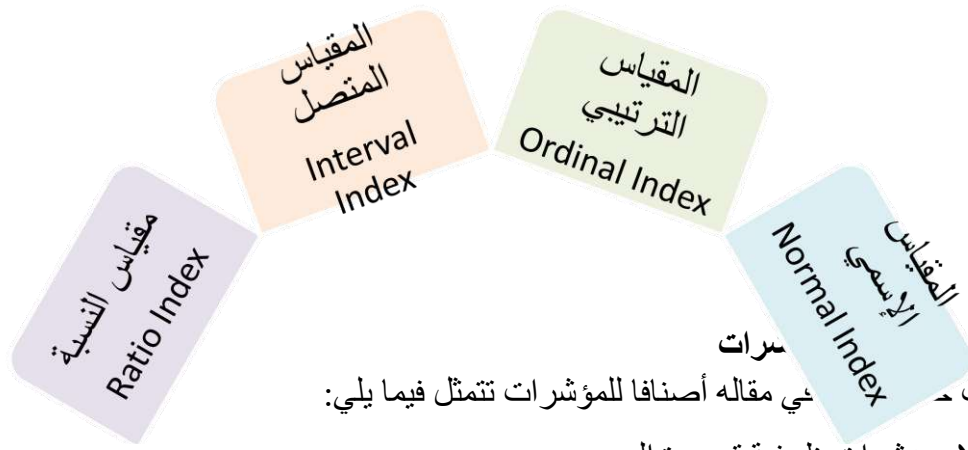 المقياس
الإسمي
Normal Index
المقياس
الترتيبي
Ordinal Index
المقياس
المتصل
Interval
Index
مقياس النسبة
Ratio Index
في مقاله أصنافا للمؤشرات تتمثل فيما يلي: